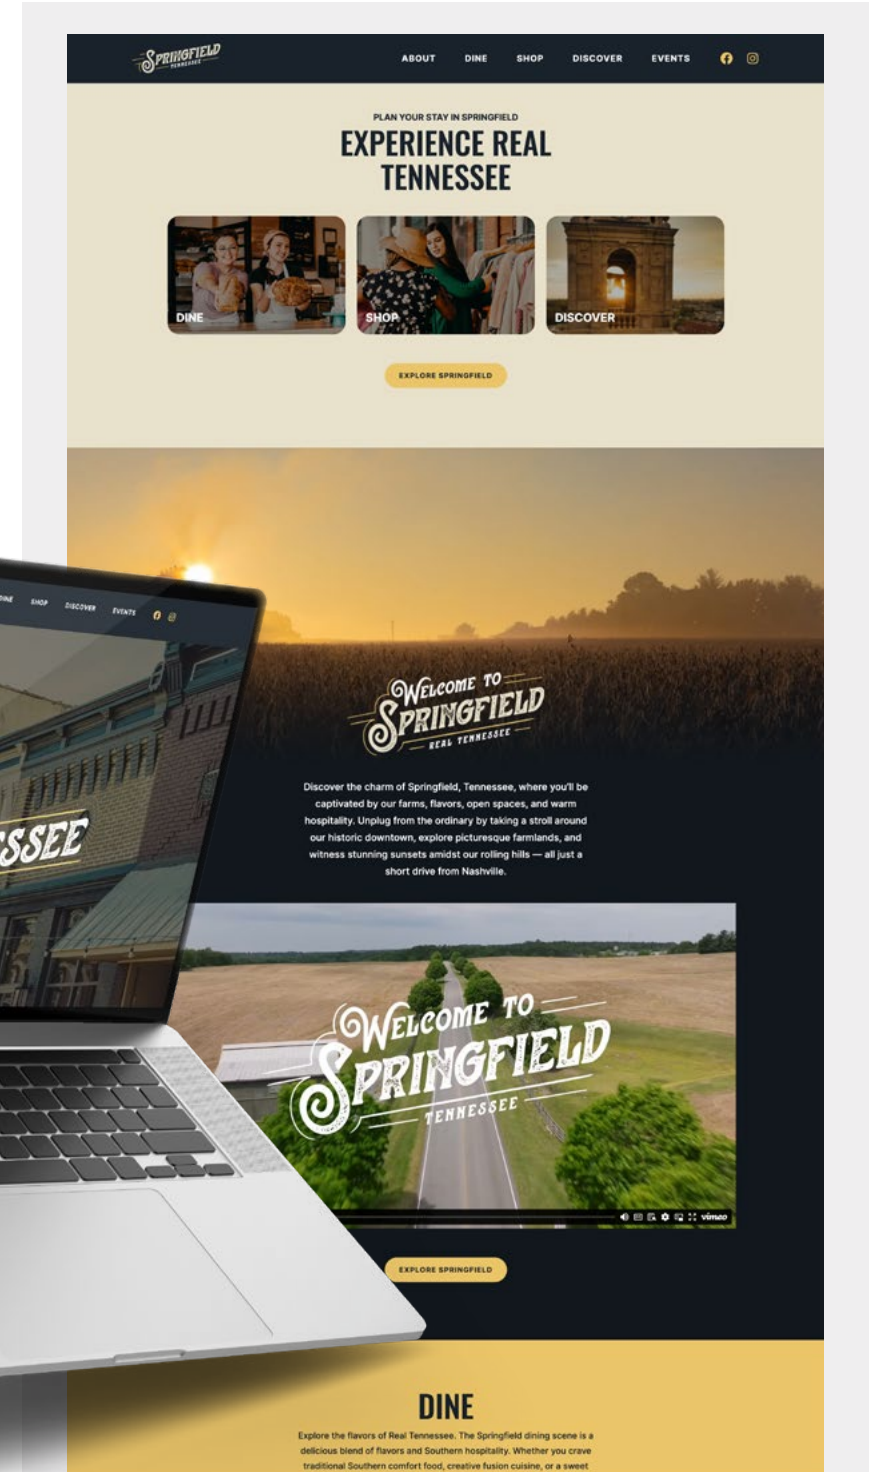 SPRINGFIELD
TENNESSEE
ABOUT DINE SHOP DISCOVER EVENTS
PLAN YOUR STAY IN SPRINGFIELD
EXPERIENCE REAL
TENNESSEE
DINE
SHOP
DISCOVER
EXPLORE SPRINGFIELD
DINE SHOP DISCOVER EVENTS
SSEE
WELCOME TO
SPRINGFIELD
REAL TENNESSEE
Discover the charm of Springfield, Tennessee, where you'll be
captivated by our farms, flavors, open spaces, and warm
hospitality. Unplug from the ordinary by taking a stroll around
our historic downtown, explore picturesque farmlands, and
witness stunning sunsets amidst our rolling hills — all just a
short drive from Nashville.
WELCOME TO
SPRINGFIELD
TENNESSEE
vimeo
EXPLORE SPRINGFIELD
DINE
Explore the flavors of Real Tennessee. The Springfield dining scene is a
delicious blend of flavors and Southern hospitality. Whether you crave
traditional Southern comfort food, creative fusion cuisine, or a sweet